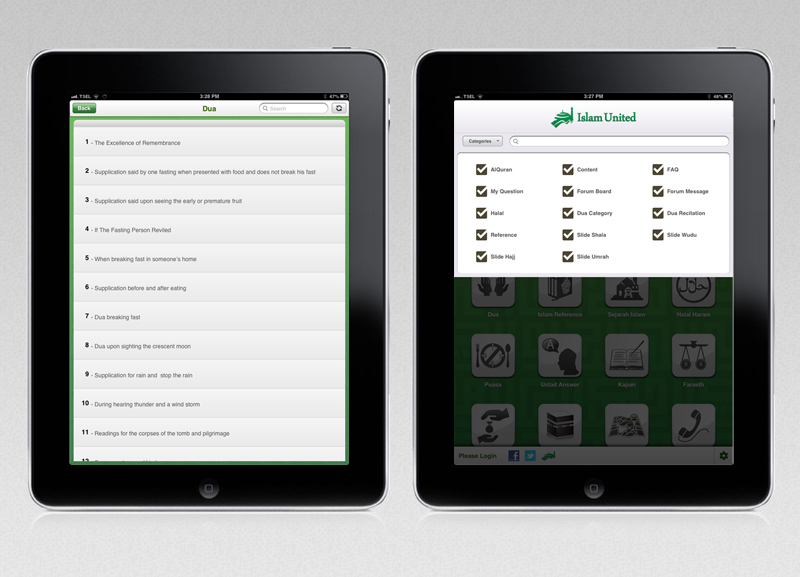 TSEL
3:28 PM
47%
Back
Dua
Search
1 - The Excellence of Remembrance
2 - Supplication said by one fasting when presented with food and does not break his fast
3 - Supplication said upon seeing the early or premature fruit
4 - If The Fasting Person Reviled
5 - When breaking fast in someone's home
6 - Supplication before and after eating
7 - Dua breaking fast
8 - Dua upon sighting the crescent moon
9 - Supplication for rain and stop the rain
10 - During hearing thunder and a wind storm
11 - Readings for the corpses of the tomb and pilgrimage
TSEL
3:27 PM
48%
Islam United
Categories
AlQuran
Content
FAQ
My Question
Forum Board
Forum Message
Halal
Dua Category
Dua Recitation
Reference
Slide Shala
Slide Wudu
Slide Hajj
Slide Umrah
Dua
Islam Reference
Sejarah Islam
Halal Haram
Puasa
Ustad Answer
Kajian
Faraidh
Please Login